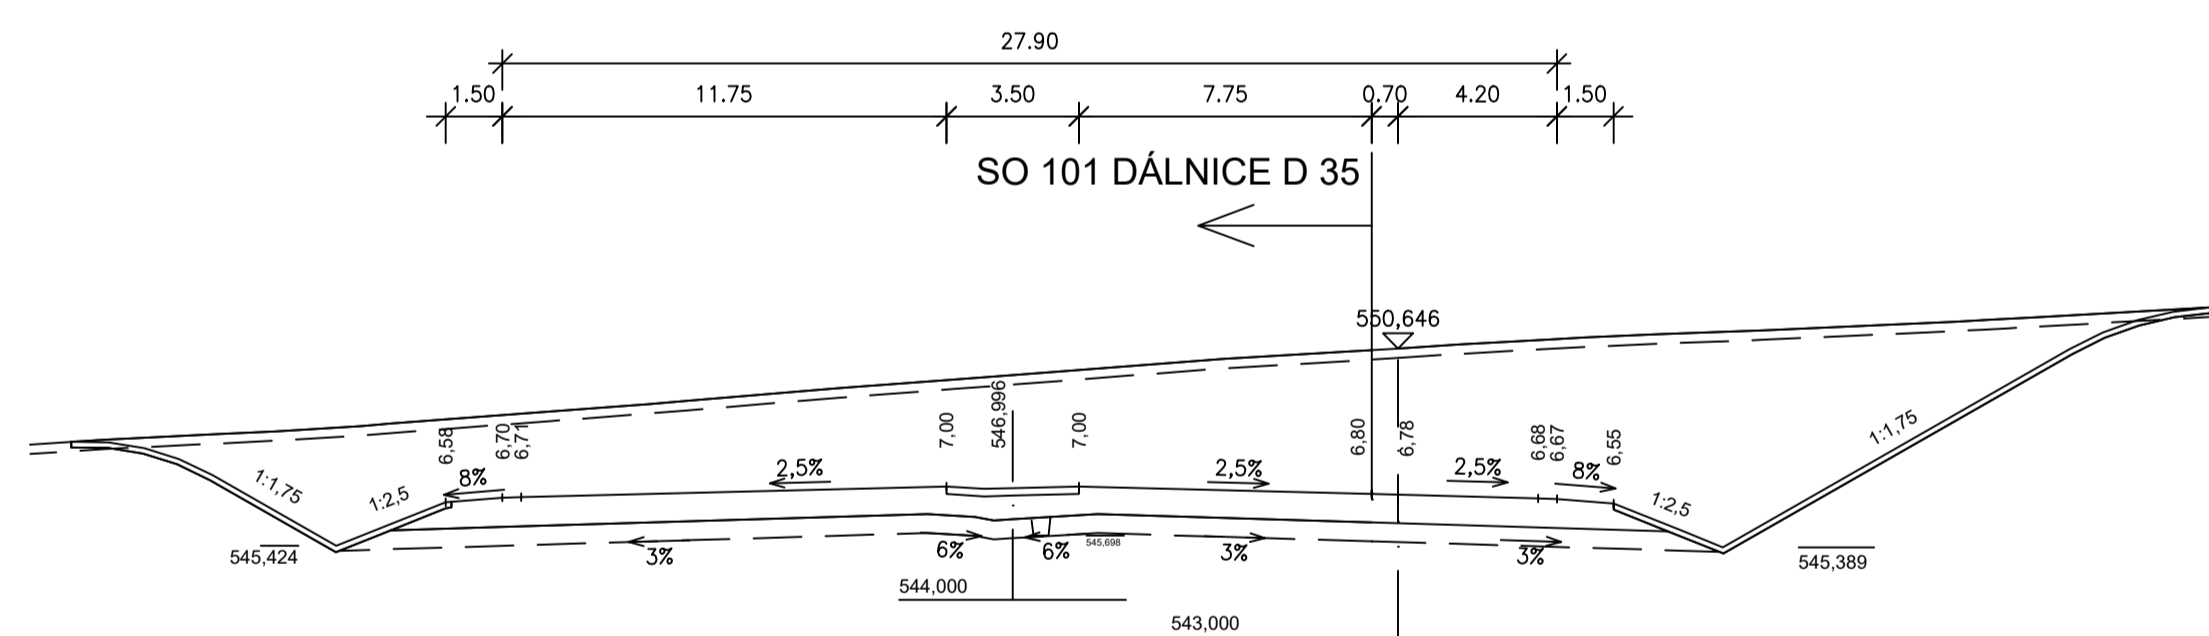 27.90
1.50 11.75 3.50 7.75 0.70 4.20 1.50
SO 101 DÁLNICE D 35
550,646
6,58 6,70 6,71 7,00 546,996 7,00 6,80 6,78 6,68 6,67 6,55
1:1,75 1:2,5 8% 2,5% 2,5% 2,5% 8% 1:2,5 1:1,75
545,424 3% 6% 6% 545,698 3% 3% 545,389
544,000
543,000